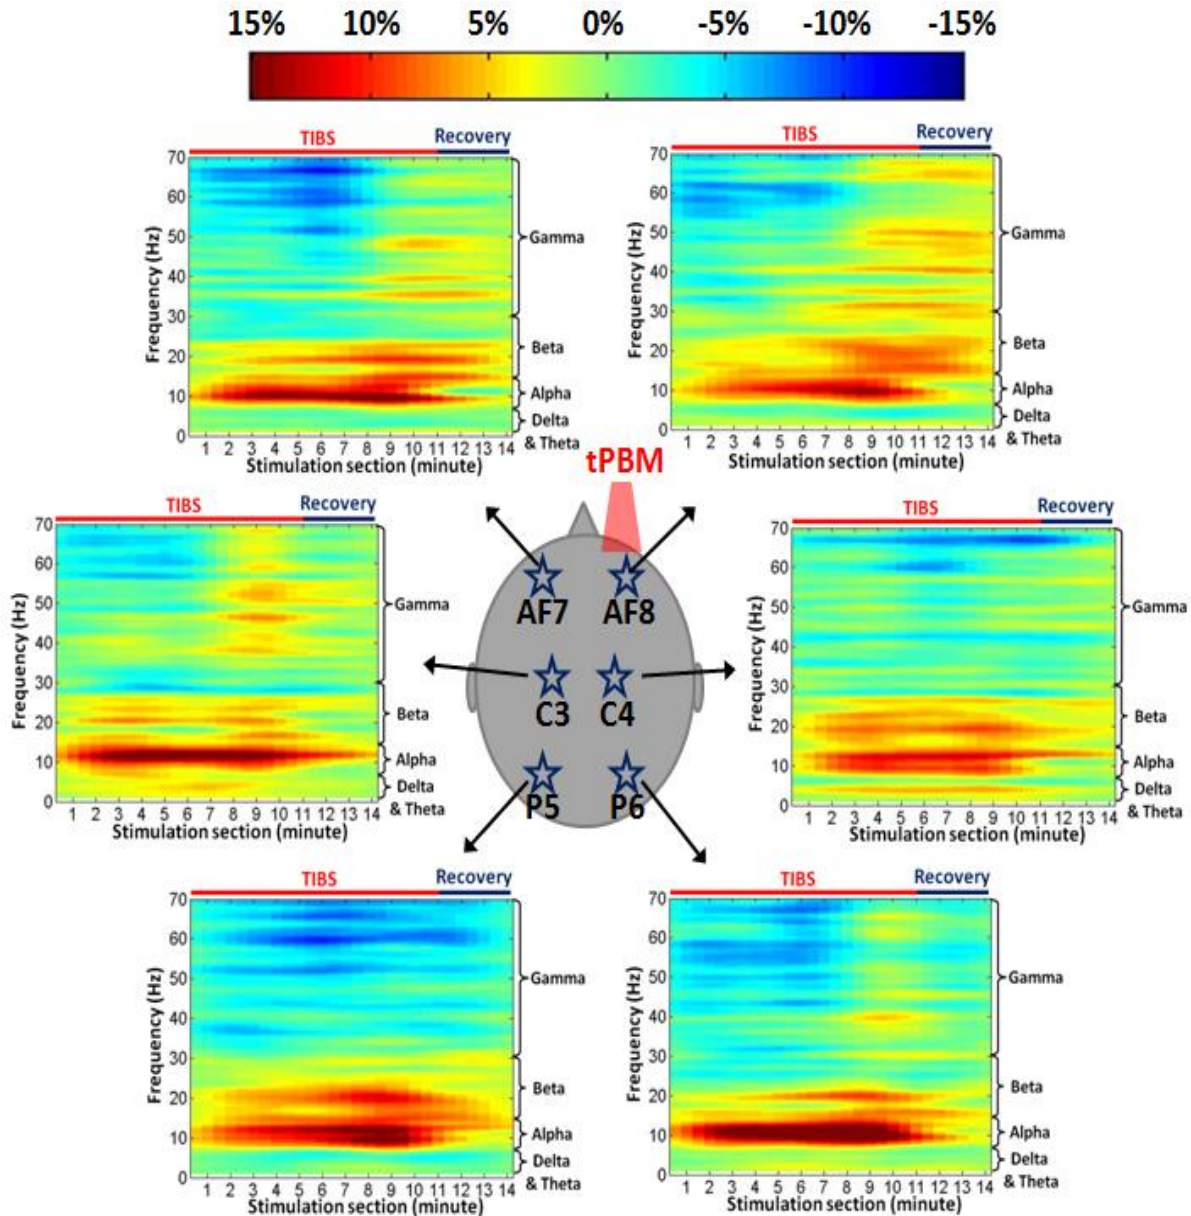 15% 10% 5% 0% -5% -10% -15%
TIBS Recovery
70
60
50
40
30
20
10
0
Frequency (Hz)
Gamma
Beta
Alpha
Delta
& Theta
1 2 3 4 5 6 7 8 9 10 11 12 13 14
Stimulation section (minute)
TIBS Recovery
70
60
50
40
30
20
10
0
Frequency (Hz)
Gamma
Beta
Alpha
Delta
& Theta
1 2 3 4 5 6 7 8 9 10 11 12 13 14
Stimulation section (minute)
tPBM
TIBS Recovery
70
60
50
40
30
20
10
0
Frequency (Hz)
Gamma
Beta
Alpha
Delta
& Theta
1 2 3 4 5 6 7 8 9 10 11 12 13 14
Stimulation section (minute)
AF7 AF8
C3 C4
P5 P6
TIBS Recovery
70
60
50
40
30
20
10
0
Frequency (Hz)
Gamma
Beta
Alpha
Delta
& Theta
1 2 3 4 5 6 7 8 9 10 11 12 13 14
Stimulation section (minute)
TIBS Recovery
70
60
50
40
30
20
10
0
Frequency (Hz)
Gamma
Beta
Alpha
Delta
& Theta
1 2 3 4 5 6 7 8 9 10 11 12 13 14
Stimulation section (minute)
TIBS Recovery
70
60
50
40
30
20
10
0
Frequency (Hz)
Gamma
Beta
Alpha
Delta
& Theta
1 2 3 4 5 6 7 8 9 10 11 12 13 14
Stimulation section (minute)